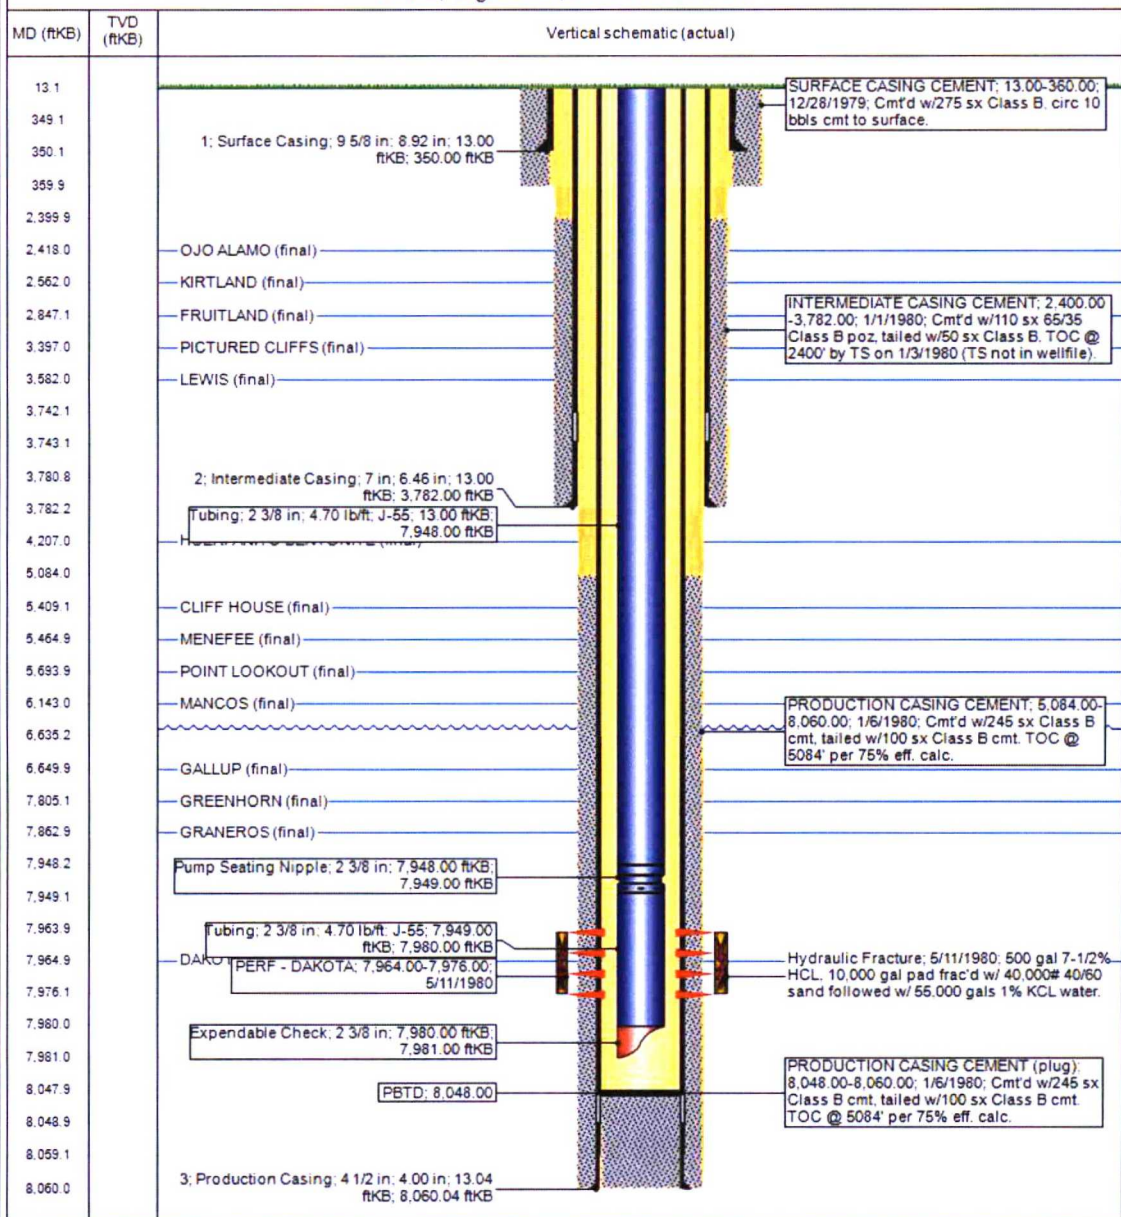 MD (ftKB)
TVD
(ftKB)
Vertical schematic (actual)
13.1
349.1
350.1
359.9
2,399.9
2,418.0
2,562.0
2,847.1
3,397.0
3,582.0
3,742.1
3,743.1
3,780.8
3,782.2
4,207.0
5,084.0
5,409.1
5,464.9
5,693.9
6,143.0
6,635.2
6,649.9
7,805.1
7,862.9
7,948.2
7,949.1
7,963.9
7,964.9
7,976.1
7,980.0
7,981.0
8,047.9
8,048.9
8,059.1
8,060.0
SURFACE CASING CEMENT; 13.00-360.00;
12/28/1979; Cmt'd w/275 sx Class B, circ 10
bbls cmt to surface.
1; Surface Casing; 9 5/8 in; 8.92 in; 13.00
ftKB; 350.00 ftKB
OJO ALAMO (final)
KIRTLAND (final)
FRUITLAND (final)
PICTURED CLIFFS (final)
LEWIS (final)
INTERMEDIATE CASING CEMENT; 2,400.00
-3,782.00; 1/1/1980; Cmt'd w/110 sx 65/35
Class B poz, tailed w/50 sx Class B. TOC @
2400' by TS on 1/3/1980 (TS not in wellfile).
2; Intermediate Casing; 7 in; 6.46 in; 13.00
ftKB; 3,782.00 ftKB
Tubing; 2 3/8 in; 4.70 lb/ft; J-55; 13.00 ftKB;
7,948.00 ftKB
CLIFF HOUSE (final)
MENEFEE (final)
POINT LOOKOUT (final)
MANCOS (final)
PRODUCTION CASING CEMENT; 5,084.00-
8,060.00; 1/6/1980; Cmt'd w/245 sx Class B
cmt, tailed w/100 sx Class B cmt. TOC @
5084' per 75% eff. calc.
GALLUP (final)
GREENHORN (final)
GRANEROS (final)
Pump Seating Nipple; 2 3/8 in; 7,948.00 ftKB;
7,949.00 ftKB
Tubing; 2 3/8 in; 4.70 lb/ft; J-55; 7,949.00
ftKB; 7,980.00 ftKB
PERF - DAKOTA; 7,964.00-7,976.00;
5/11/1980
Hydraulic Fracture; 5/11/1980; 500 gal 7-1/2%
HCL, 10,000 gal pad frac'd w/ 40,000# 40/60
sand followed w/ 55,000 gals 1% KCL water.
Expendable Check; 2 3/8 in; 7,980.00 ftKB;
7,981.00 ftKB
PBTD; 8,048.00
PRODUCTION CASING CEMENT (plug);
8,048.00-8,060.00; 1/6/1980; Cmt'd w/245 sx
Class B cmt, tailed w/100 sx Class B cmt.
TOC @ 5084' per 75% eff. calc.
3; Production Casing; 4 1/2 in; 4.00 in; 13.04
ftKB; 8,060.04 ftKB